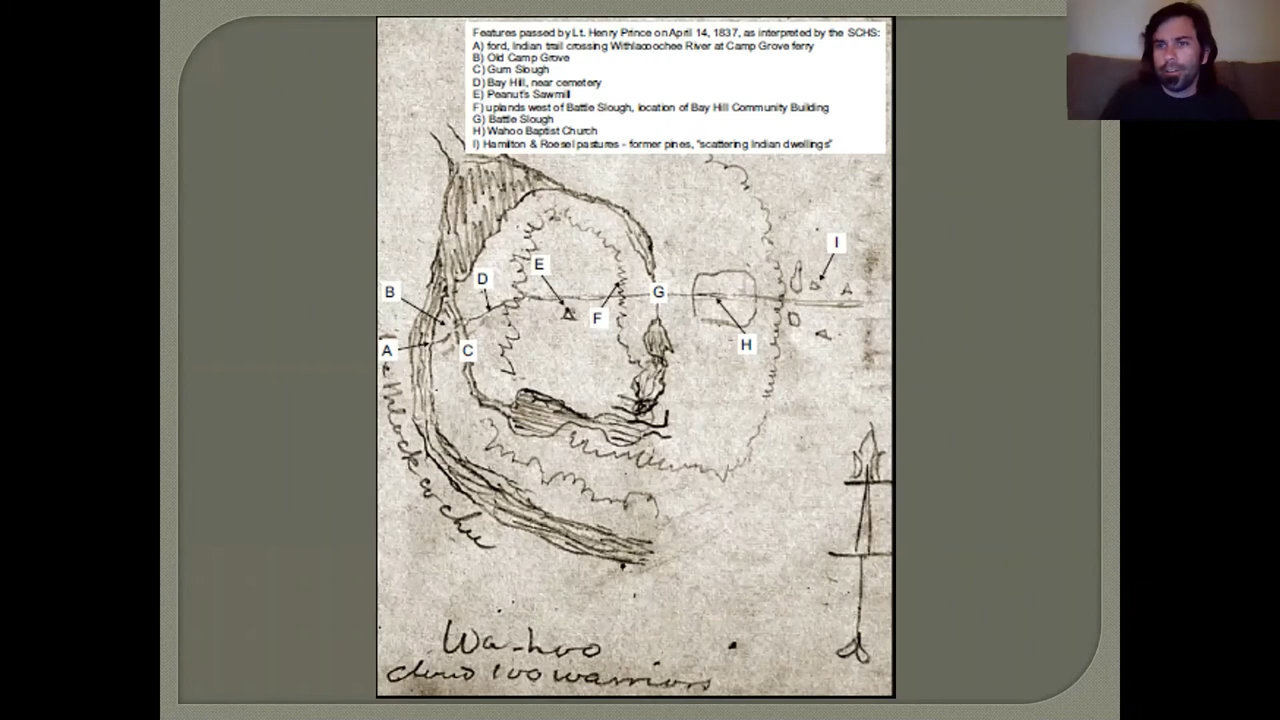 Features passed by Lt. Henry Prince on April 14, 1837, as interpreted by the SCHS:
A) ford, Indian trail crossing Withlacoochee River at Camp Grove ferry
B) Old Camp Grove
C) Gum Slough
D) Bay Hill, near cemetery
E) Peanut's Sawmill
F) uplands west of Battle Slough, location of Bay Hill Community Building
G) Battle Slough
H) Wahoo Baptist Church
I) Hamilton & Roesel pastures - former pines, "scattering Indian dwellings"
I
E
D
B
G
F
H
A
C
Wa-hoo
100 warriors